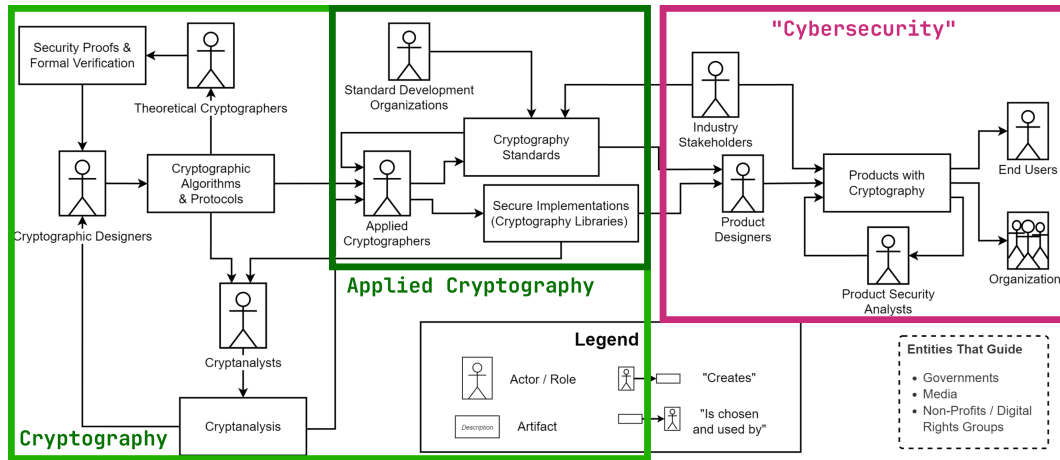 "Cybersecurity"
Security Proofs &
Formal Verification
Theoretical Cryptographers
Standard Development
Organizations
Industry
Stakeholders
Cryptography
Standards
End Users
Cryptographic
Algorithms
& Protocols
Products with
Cryptography
Cryptographic Designers
Applied
Cryptographers
Secure Implementations
(Cryptography Libraries)
Product
Designers
Organization
Product Security
Analysts
Applied Cryptography
Cryptanalysts
Cryptanalysis
Cryptography
Legend
Actor / Role
"Creates"
Description
Artifact
"Is chosen
and used by"
Entities That Guide
• Governments
• Media
• Non-Profits / Digital
Rights Groups